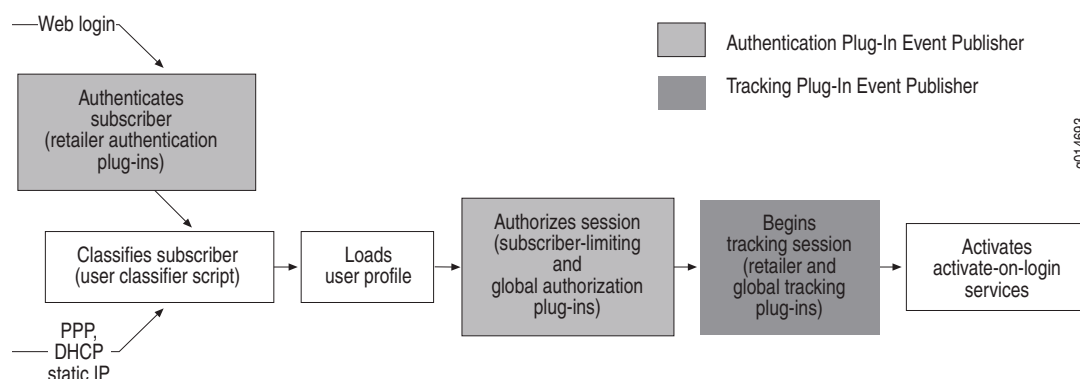 Web login
Authentication Plug-In Event Publisher
Tracking Plug-In Event Publisher
Authenticates
subscriber
(retailer authentication
plug-ins)
Classifies subscriber
(user classifier script)
Loads
user profile
Authorizes session
(subscriber-limiting
and
global authorization
plug-ins)
Begins
tracking session
(retailer and
global tracking
plug-ins)
Activates
activate-on-login
services
PPP,
DHCP
static IP
g014693